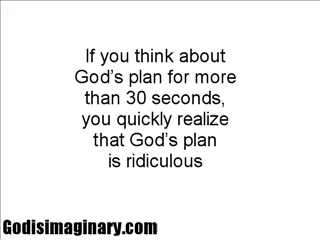 If you think about
God's plan for more
than 30 seconds,
you quickly realize
that God's plan
is ridiculous
Godisimaginary.com